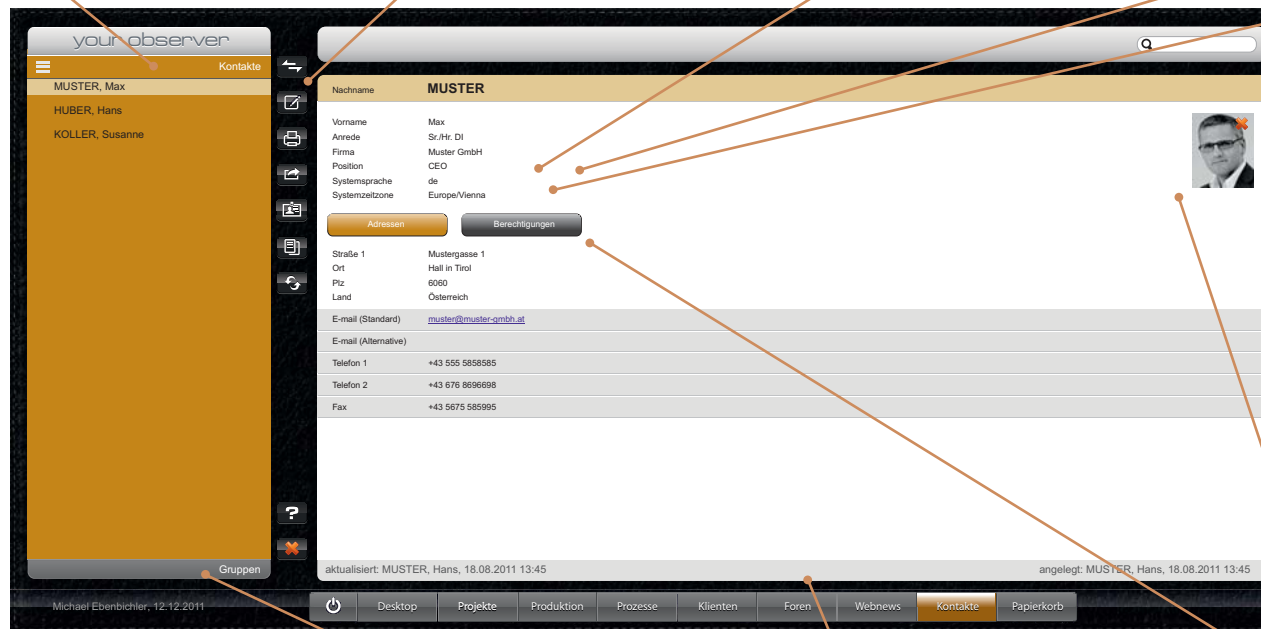 your observer
Kontakte
MUSTER, Max
HUBER, Hans
KOLLER, Susanne
Gruppen
Nachname MUSTER
Vorname Max
Anrede Sr./Hr. DI
Firma Muster GmbH
Position CEO
Systemsprache de
Systemzeitzone Europe/Vienna
Adressen Berechtigungen
Straße 1 Mustergasse 1
Ort Hall in Tirol
Plz 6060
Land Österreich
E-mail (Standard) muster@muster-gmbh.at
E-mail (Alternative)
Telefon 1 +43 555 5858585
Telefon 2 +43 676 8696698
Fax +43 5675 585995
?
aktualisiert: MUSTER, Hans, 18.08.2011 13:45 angelegt: MUSTER, Hans, 18.08.2011 13:45
Michael Ebenbichler, 12.12.2011 Desktop Projekte Produktion Prozesse Klienten Foren Webnews Kontakte Papierkorb